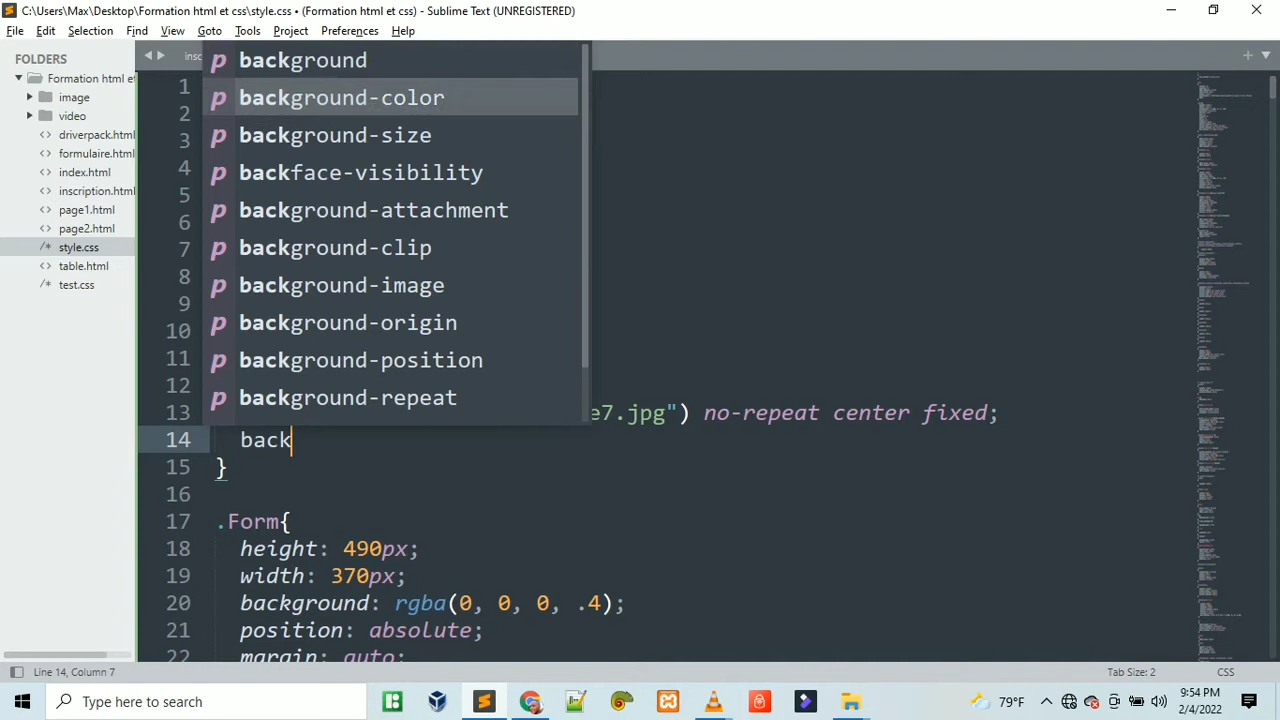 C:\Users\Max\Desktop\Formation html et css\style.css • (Formation html et css) - Sublime Text (UNREGISTERED)
File Edit Selection Find View Goto Tools Project Preferences Help
FOLDERS
Formation html et
image
video
driverpack.html
formulaire.html
index.html
inscription.html
page1.html
page2.html
style.css
table.html
test.css
insc
p background
p background-color
p background-size
p backface-visibility
p background-attachment
p background-clip
p background-image
p background-origin
p background-position
p background-repeat
1
2
3
4
5
6
7
8
9
10
11
12
13 e7.jpg") no-repeat center fixed;
14 back
15 }
16
17 .Form{
18 height: 490px;
19 width: 370px;
20 background: rgba(0, 0, 0, .4);
21 position: absolute;
22 margin: auto;
Line 14, Column 7 Tab Size: 2 CSS
Type here to search 79°F 9:54 PM
2/4/2022